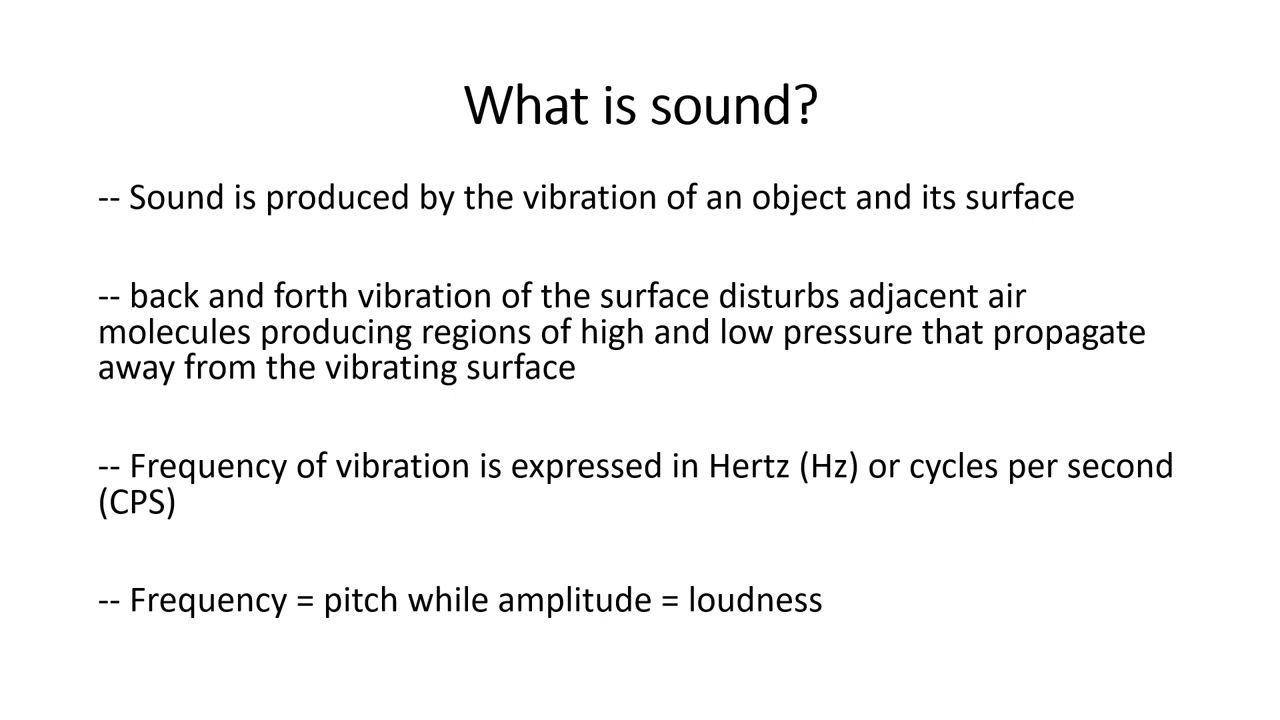 What is sound?
-- Sound is produced by the vibration of an object and its surface
-- back and forth vibration of the surface disturbs adjacent air
molecules producing regions of high and low pressure that propagate
away from the vibrating surface
-- Frequency of vibration is expressed in Hertz (Hz) or cycles per second
(CPS)
-- Frequency = pitch while amplitude = loudness